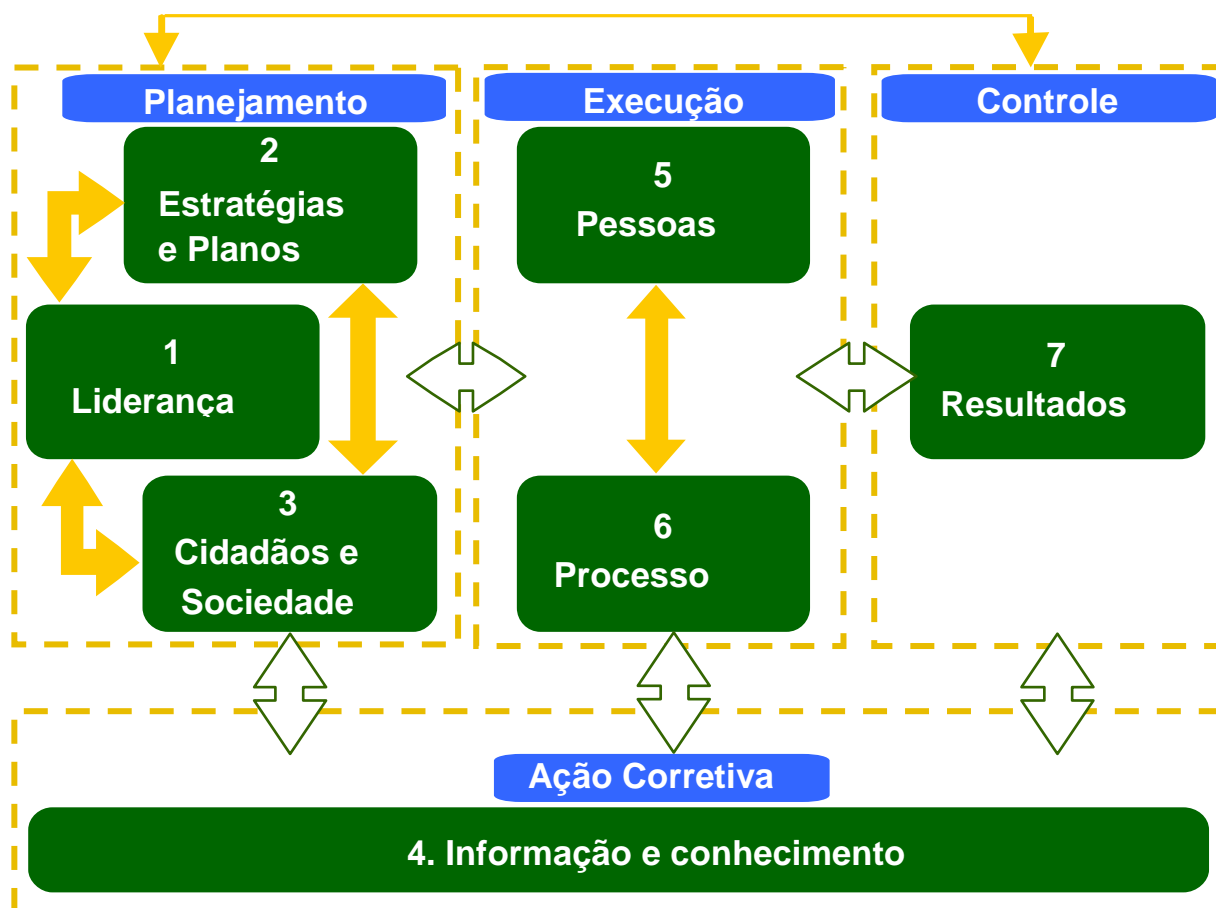 Planejamento
2
Estratégias
e Planos
1
Liderança
3
Cidadãos e
Sociedade
Execução
5
Pessoas
6
Processo
Controle
7
Resultados
Ação Corretiva
4. Informação e conhecimento